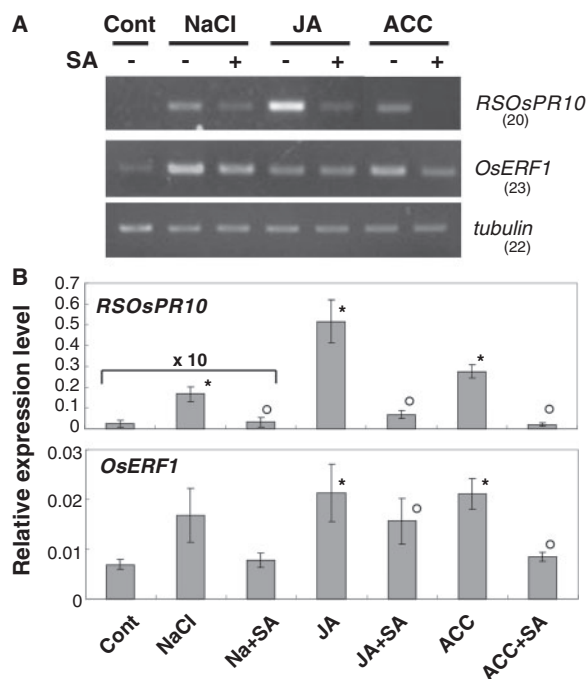 A
Cont NaCl JA ACC
SA - - + - + - +
RSOsPR10
(20)
OsERF1
(23)
tubulin
(22)
B
Relative expression level
RSOsPR10
0.7
0.6
0.5
0.4
0.3
0.2
0.1
0
x 10
* * *
OsERF1
0.03
0.02
0.01
0
* *
Cont NaCl Na+SA JA JA+SA ACC ACC+SA